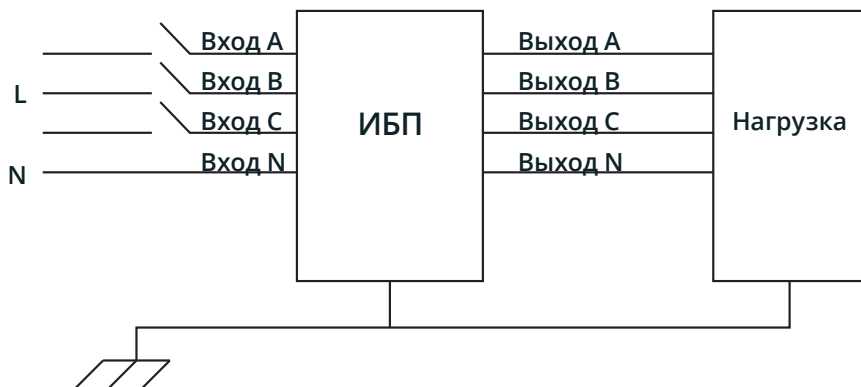 Вход A Выход A
L Вход B Выход B
Вход C ИБП Выход C Нагрузка
N Вход N Выход N